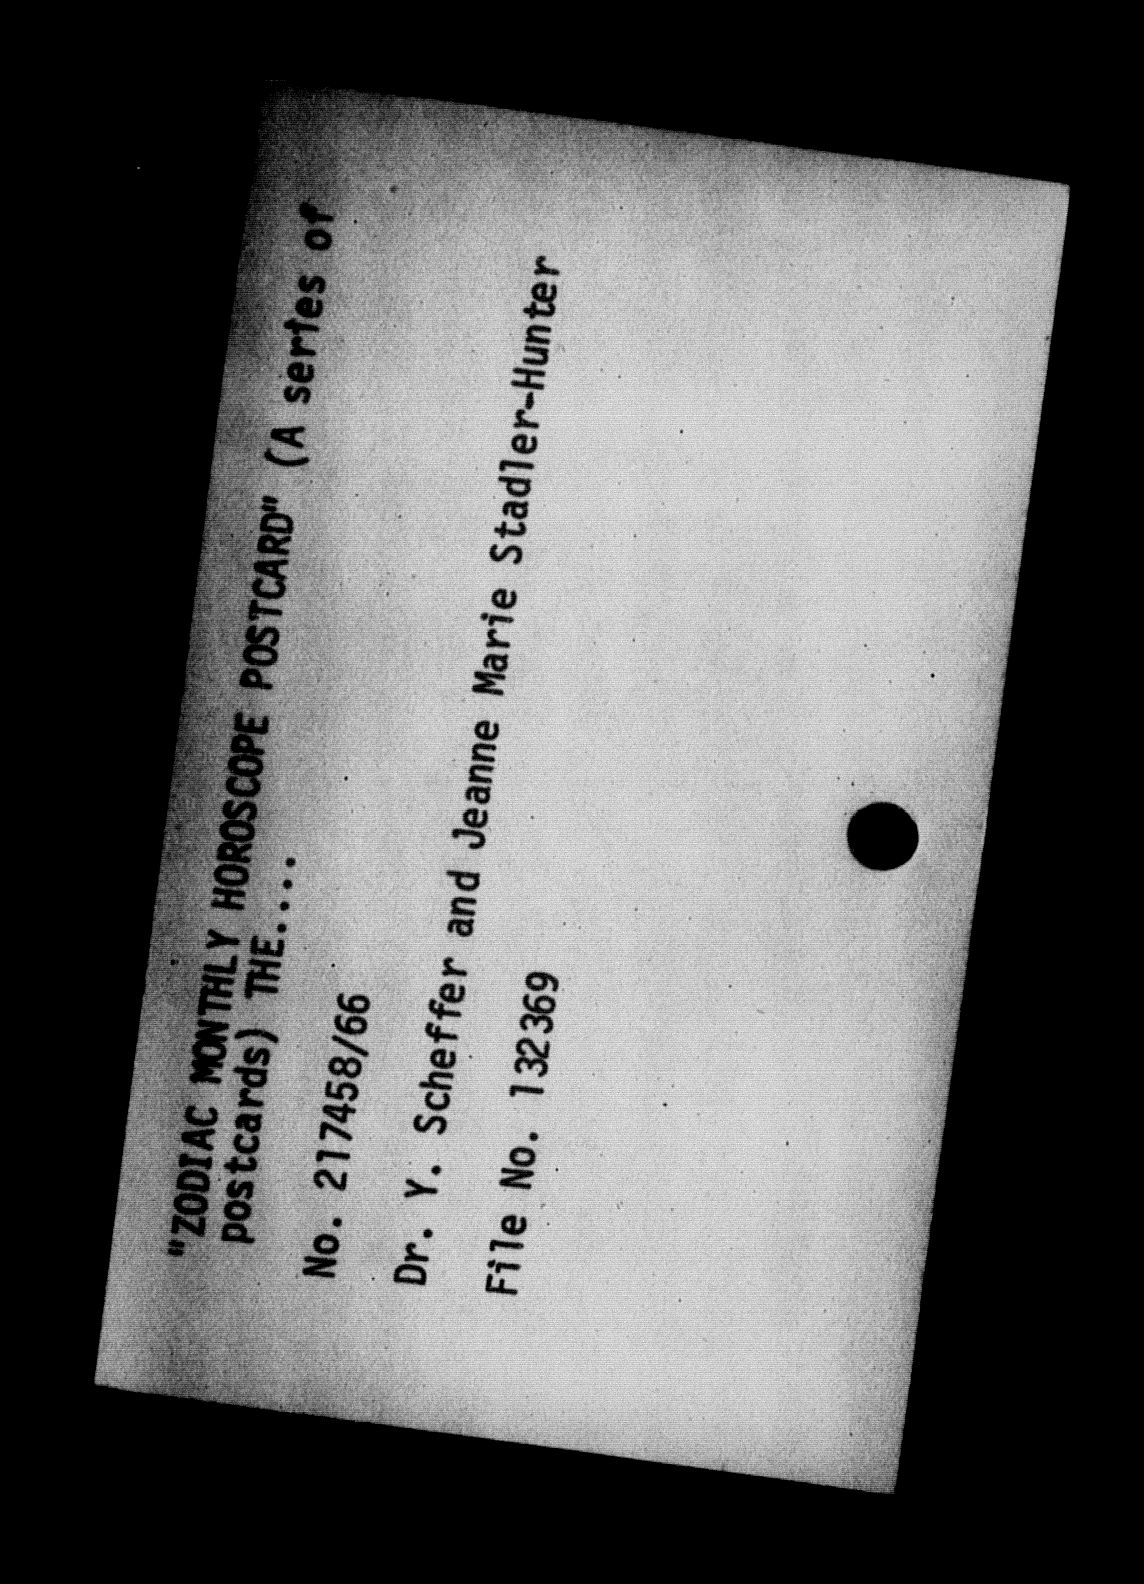 "ZODIAC MONTHLY HOROSCOPE POSTCARD" (A series of
postcards) THE....
No. 217458/66
Dr. Y. Scheffer and Jeanne Marie Stadler-Hunter
File No. 132369